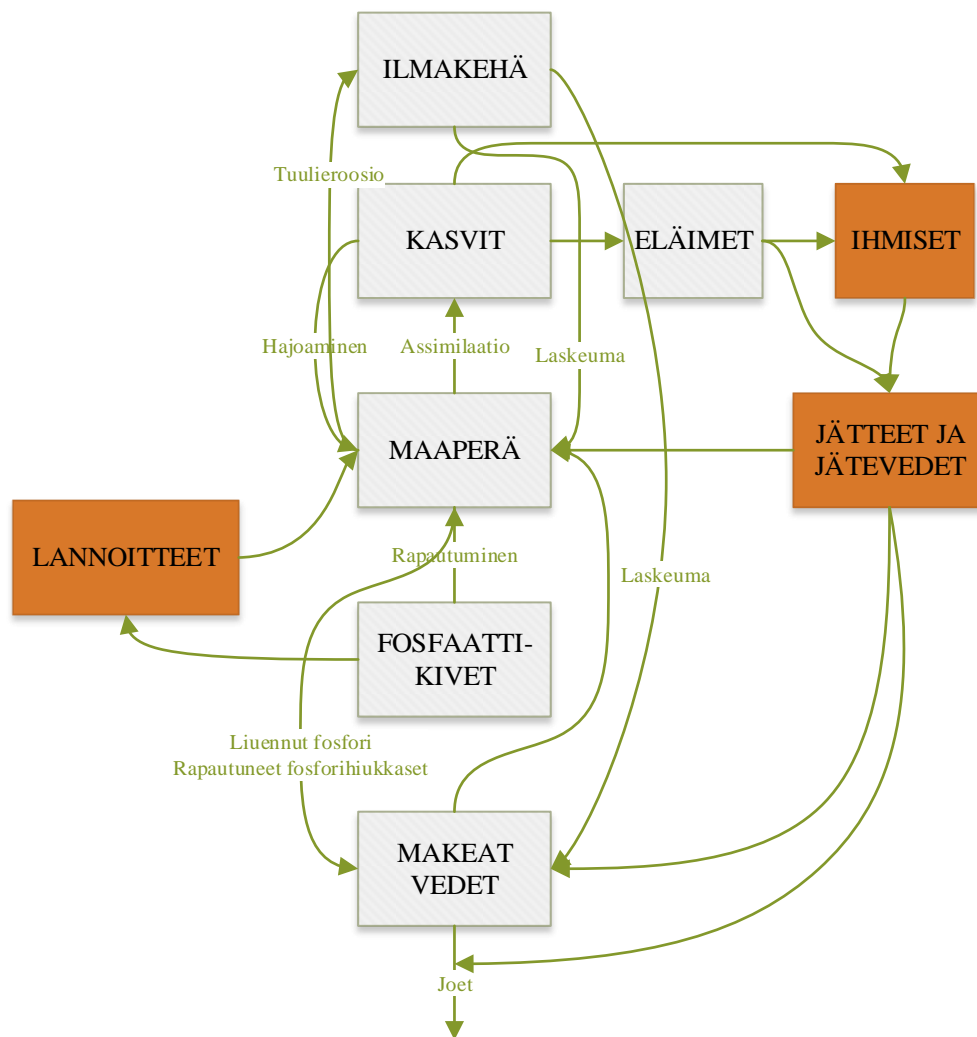 ILMAKEHÄ
Tuulieroosio
KASVIT
ELÄIMET
IHMISET
Hajoaminen
Assimilaatio
Laskeuma
MAAPERÄ
JÄTTEET JA
JÄTEVEDET
LANNOITTEET
Rapautuminen
Laskeuma
FOSFAATTI-
KIVET
Liuennut fosfori
Rapautuneet fosforihiukkaset
MAKEAT
VEDET
Joet